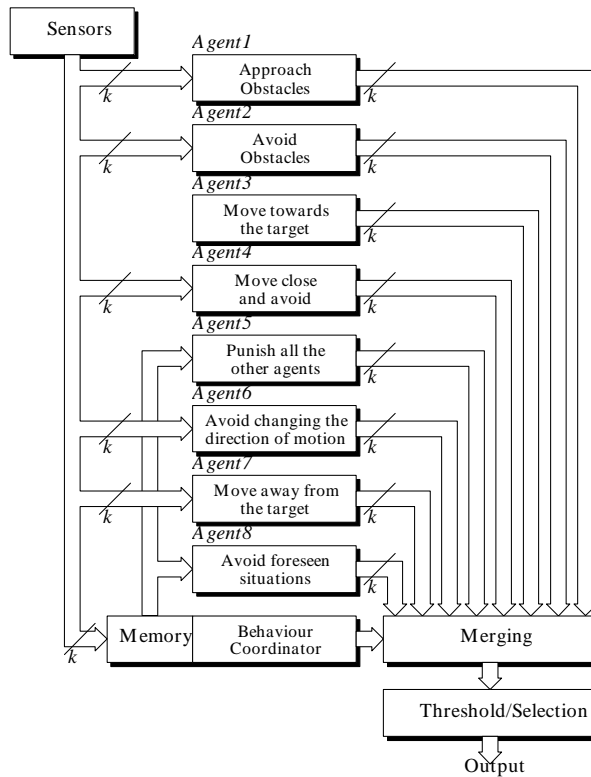 Sensors
Agent1
Approach
Obstacles
k
k
Agent2
Avoid
Obstacles
k
k
Agent3
Move towards
the target
k
Agent4
Move close
and avoid
k
k
Agent5
Punish all the
other agents
k
Agent6
Avoid changing the
direction of motion
k
k
Agent7
Move away from
the target
k
k
Agent8
Avoid foreseen
situations
k
Memory
Behaviour
Coordinator
k
Merging
Threshold/Selection
Output